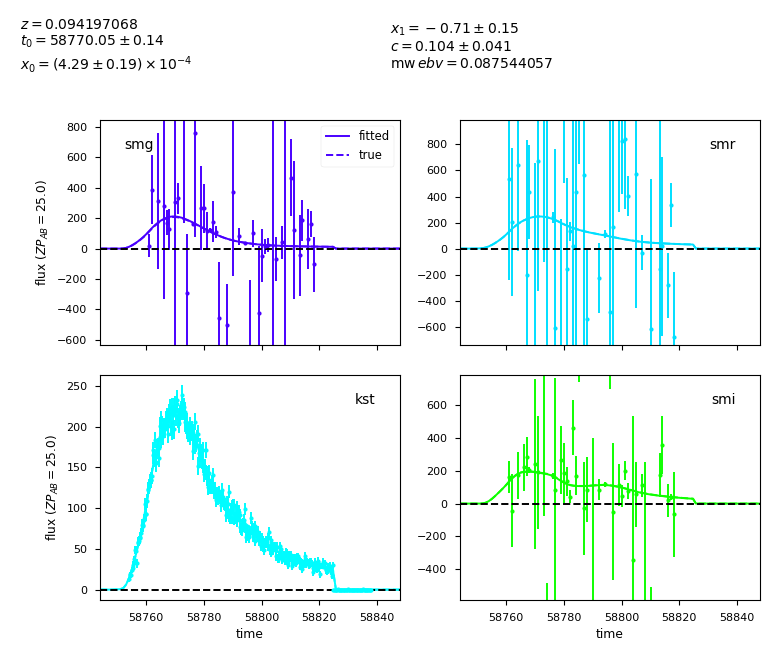 z = 0.094197068
t₀ = 58770.05 ± 0.14
x₀ = (4.29 ± 0.19) × 10⁻⁴
x₁ = −0.71 ± 0.15
c = 0.104 ± 0.041
mw ebv = 0.087544057
smg
fitted
true
800
600
400
200
0
−200
−400
−600
flux (ZP_AB = 25.0)
smr
800
600
400
200
0
−200
−400
−600
kst
250
200
150
100
50
0
flux (ZP_AB = 25.0)
58760 58780 58800 58820 58840
time
smi
600
400
200
0
−200
−400
58760 58780 58800 58820 58840
time